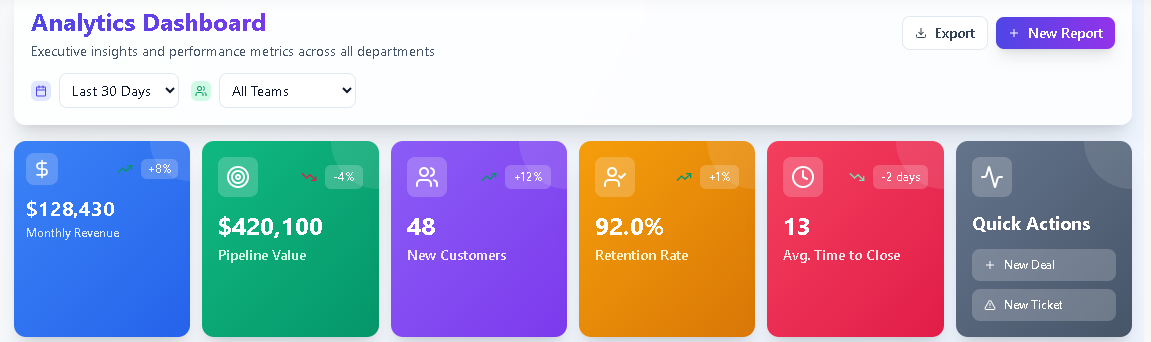 Analytics Dashboard
Executive insights and performance metrics across all departments
Export
+ New Report
Last 30 Days
All Teams
+8%
$128,430
Monthly Revenue
-4%
$420,100
Pipeline Value
+12%
48
New Customers
+1%
92.0%
Retention Rate
-2 days
13
Avg. Time to Close
Quick Actions
+ New Deal
New Ticket